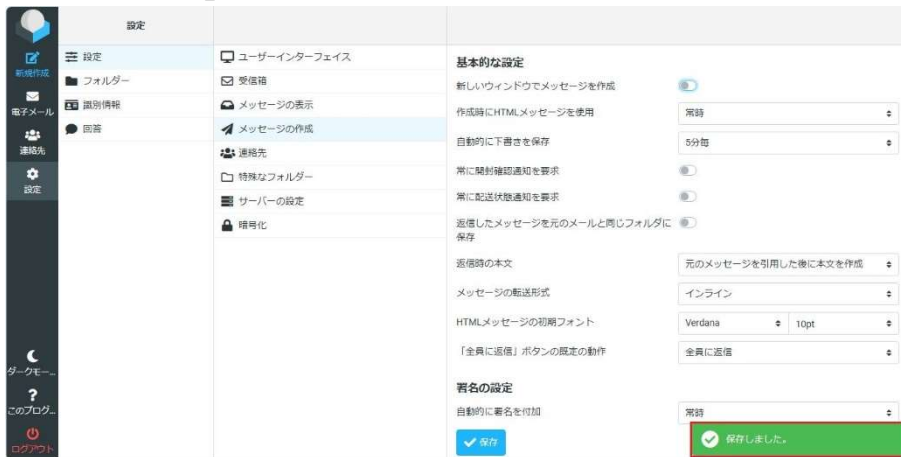 設定
新規作成
電子メール
連絡先
設定
ダークモー...
このプログ...
ログアウト
設定
フォルダー
識別情報
回答
ユーザーインターフェイス
受信箱
メッセージの表示
メッセージの作成
連絡先
特殊なフォルダー
サーバーの設定
暗号化
基本的な設定
新しいウィンドウでメッセージを作成
作成時にHTMLメッセージを使用 常時
自動的に下書きを保存 5分毎
常に開封確認通知を要求
常に配送状態通知を要求
返信したメッセージを元のメールと同じフォルダに
保存
返信時の本文 元のメッセージを引用した後に本文を作成
メッセージの転送形式 インライン
HTMLメッセージの初期フォント Verdana 10pt
「全員に返信」ボタンの既定の動作 全員に返信
署名の設定
自動的に署名を付加 常時
保存 保存しました。